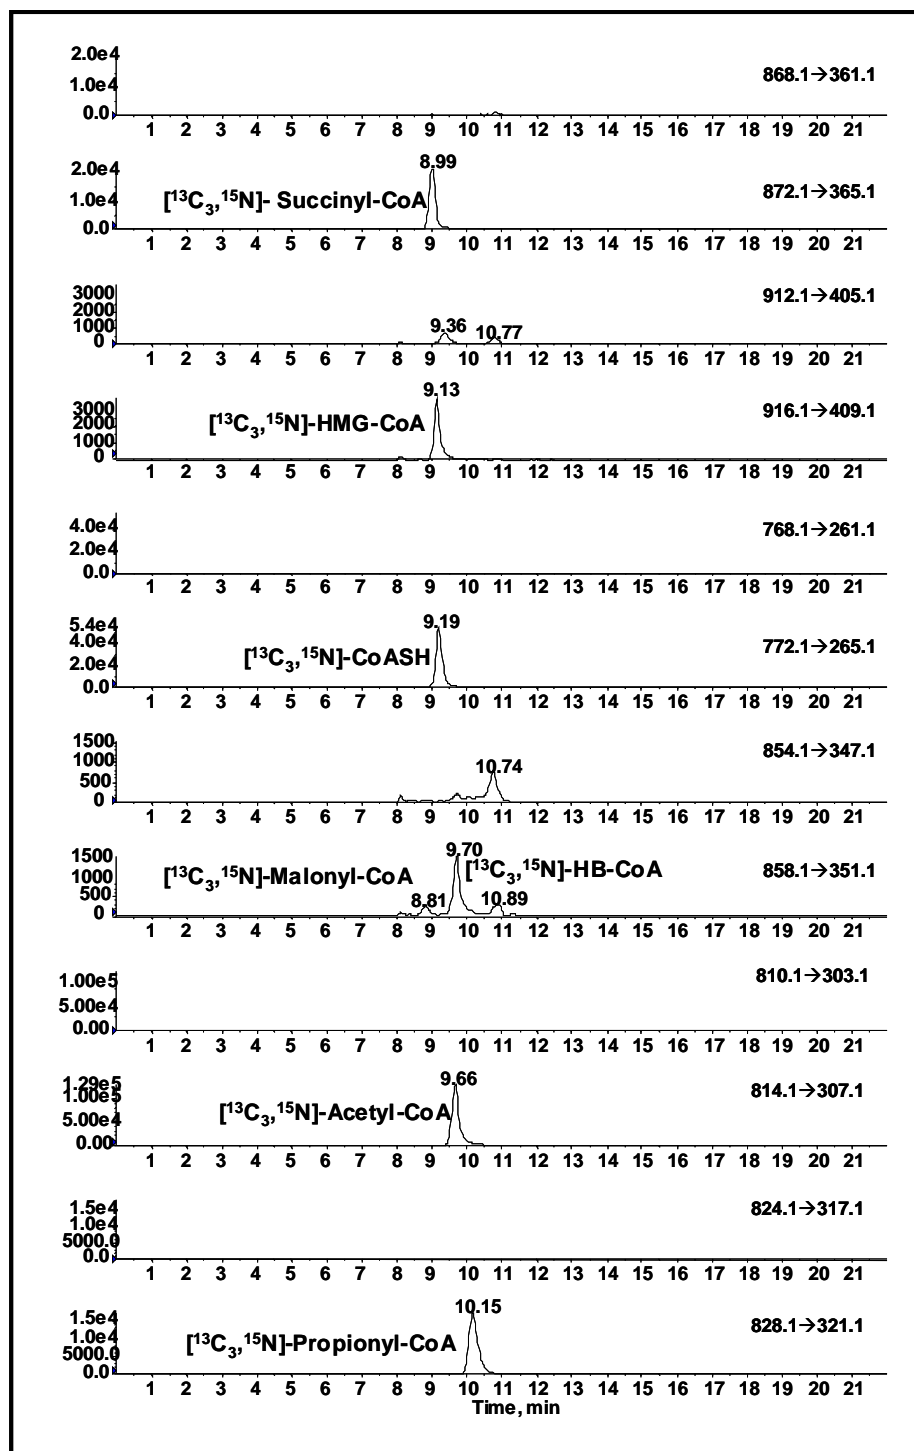 2.0e4
868.1→361.1
1.0e4
0.0
1 2 3 4 5 6 7 8 9 10 11 12 13 14 15 16 17 18 19 20 21
8.99
2.0e4
[¹³C₃,¹⁵N]- Succinyl-CoA
872.1→365.1
1.0e4
0.0
1 2 3 4 5 6 7 8 9 10 11 12 13 14 15 16 17 18 19 20 21
3000
912.1→405.1
2000
1000
9.36 10.77
0
1 2 3 4 5 6 7 8 9 10 11 12 13 14 15 16 17 18 19 20 21
9.13
3000
916.1→409.1
2000
[¹³C₃,¹⁵N]-HMG-CoA
1000
0
1 2 3 4 5 6 7 8 9 10 11 12 13 14 15 16 17 18 19 20 21
4.0e4
768.1→261.1
2.0e4
0.0
1 2 3 4 5 6 7 8 9 10 11 12 13 14 15 16 17 18 19 20 21
5.4e4
9.19
4.0e4
772.1→265.1
[¹³C₃,¹⁵N]-CoASH
2.0e4
0.0
1 2 3 4 5 6 7 8 9 10 11 12 13 14 15 16 17 18 19 20 21
1500
854.1→347.1
1000
10.74
500
0
1 2 3 4 5 6 7 8 9 10 11 12 13 14 15 16 17 18 19 20 21
1500
9.70
[¹³C₃,¹⁵N]-Malonyl-CoA
[¹³C₃,¹⁵N]-HB-CoA
858.1→351.1
1000
500
8.81
10.89
0
1 2 3 4 5 6 7 8 9 10 11 12 13 14 15 16 17 18 19 20 21
1.00e5
810.1→303.1
5.00e4
0.00
1 2 3 4 5 6 7 8 9 10 11 12 13 14 15 16 17 18 19 20 21
1.29e5
9.66
814.1→307.1
1.00e5
[¹³C₃,¹⁵N]-Acetyl-CoA
5.00e4
0.00
1 2 3 4 5 6 7 8 9 10 11 12 13 14 15 16 17 18 19 20 21
1.5e4
824.1→317.1
1.0e4
5000.0
0.0
1 2 3 4 5 6 7 8 9 10 11 12 13 14 15 16 17 18 19 20 21
10.15
1.5e4
828.1→321.1
1.0e4
[¹³C₃,¹⁵N]-Propionyl-CoA
5000.0
0.0
1 2 3 4 5 6 7 8 9 10 11 12 13 14 15 16 17 18 19 20 21
Time, min